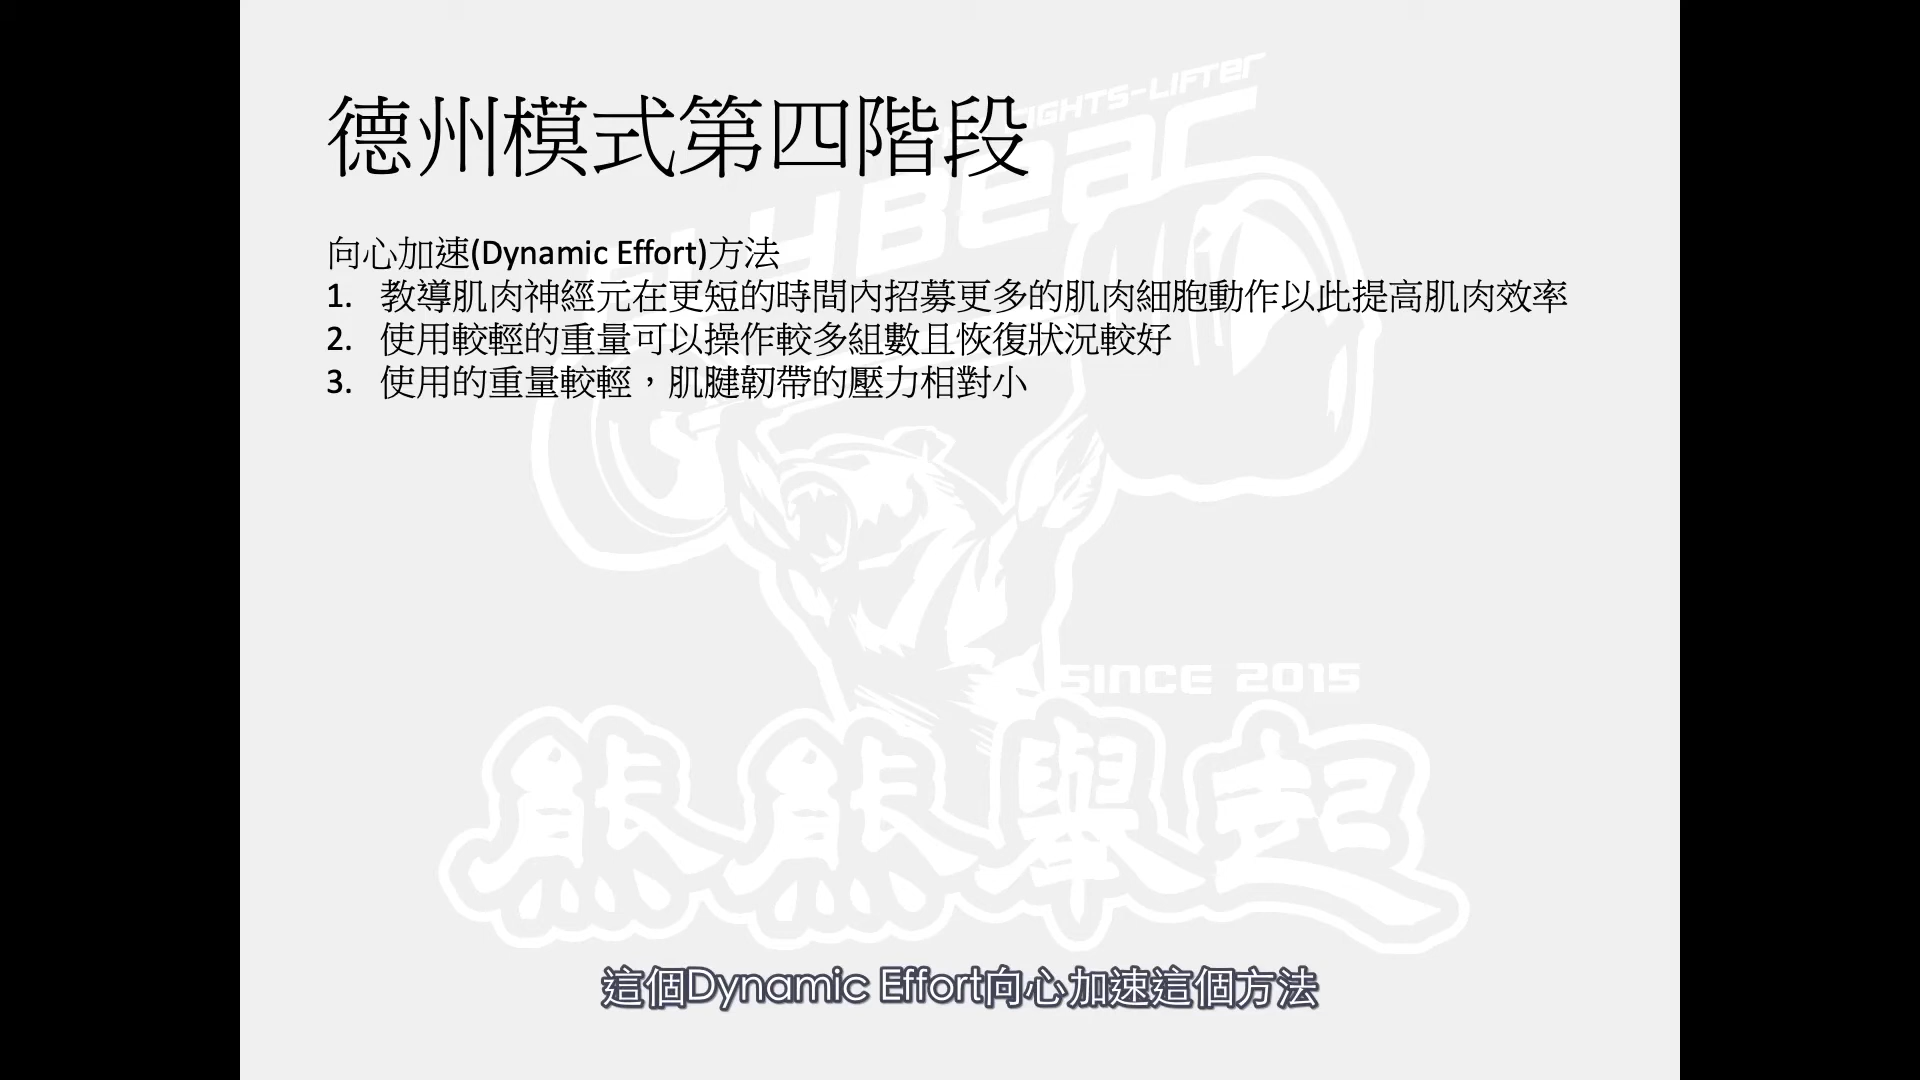 德州模式第四階段
向心加速(Dynamic Effort)方法
1. 教導肌肉神經元在更短的時間內招募更多的肌肉細胞動作以此提高肌肉效率
2. 使用較輕的重量可以操作較多組數且恢復狀況較好
3. 使用的重量較輕，肌腱韌帶的壓力相對小
SINCE 2015
熊熊舉起
這個Dynamic Effort向心加速這個方法